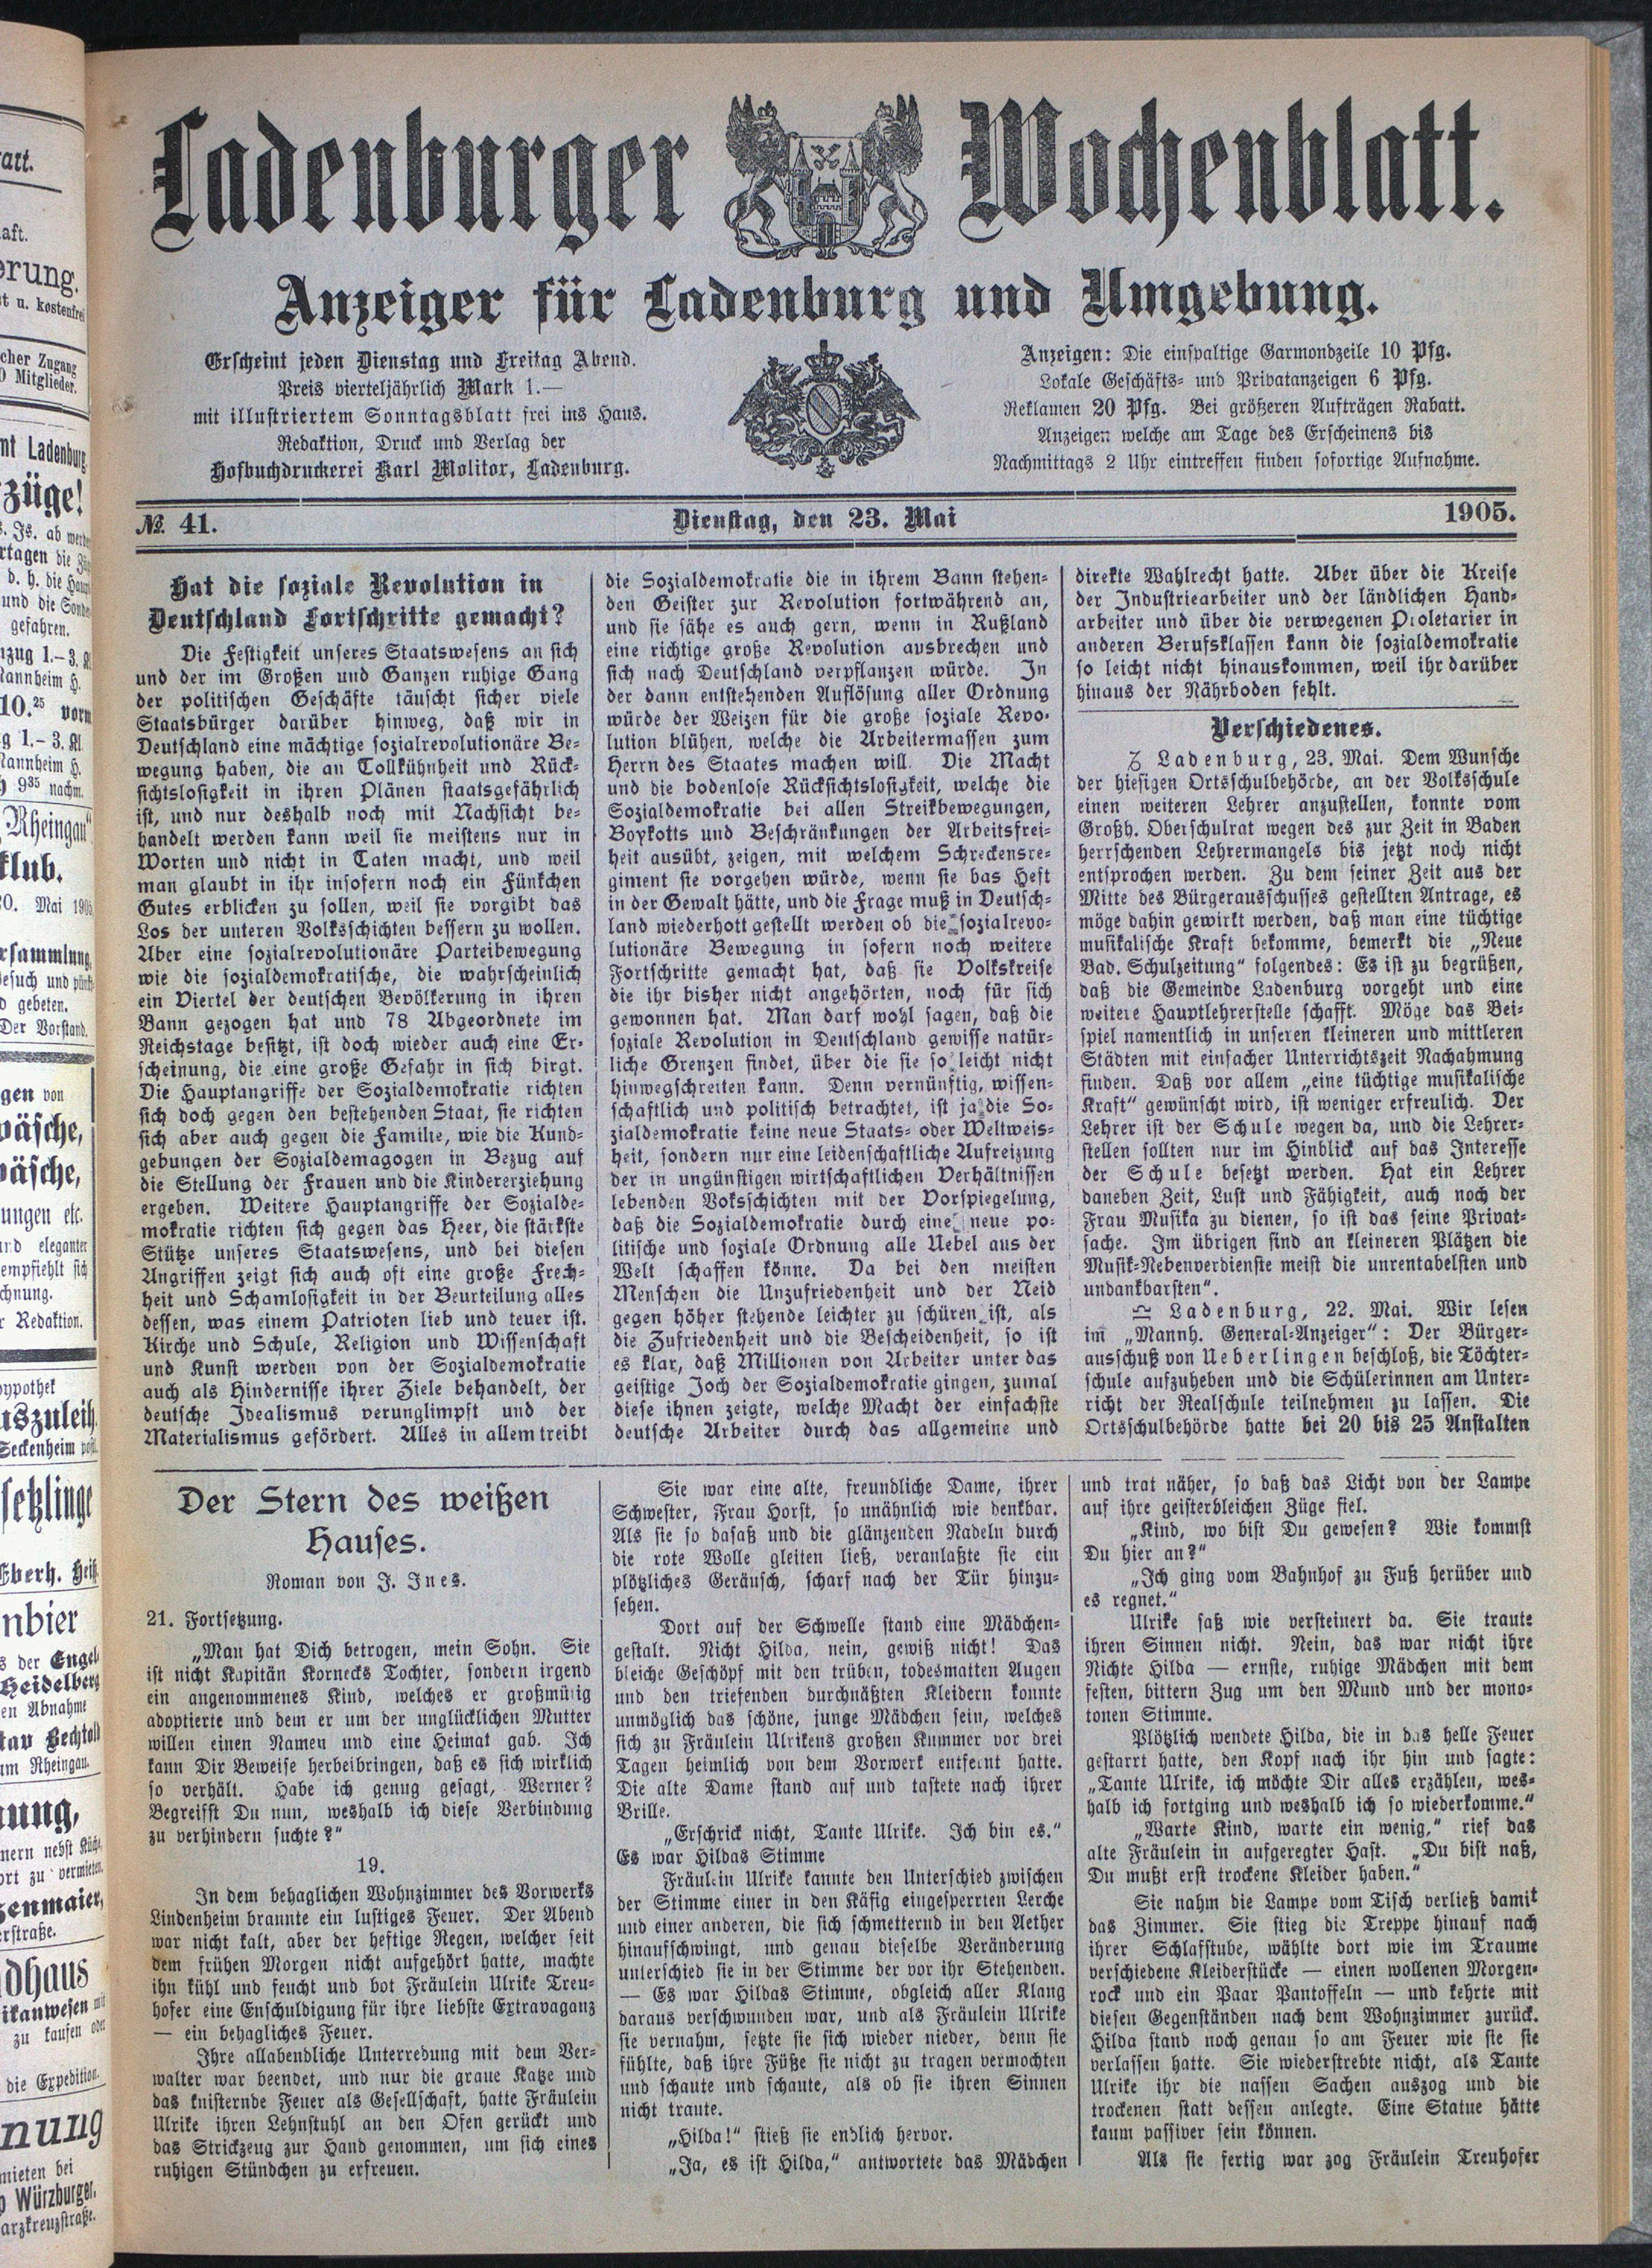 Ladenburger Wochenblatt.
Anzeiger für Ladenburg und Umgebung.
Erscheint jeden Dienstag und Freitag Abend.
Preis vierteljährlich Mark 1.—
mit illustriertem Sonntagsblatt frei ins Haus.
Redaktion, Druck und Verlag der
Hofbuchdruckerei Karl Molitor, Ladenburg.
Anzeigen: Die einspaltige Garmondzeile 10 Pfg.
Lokale Geschäfts- und Privatanzeigen 6 Pfg.
Reklamen 20 Pfg. Bei größeren Aufträgen Rabatt.
Anzeigen welche am Tage des Erscheinens bis
Nachmittags 2 Uhr eintreffen finden sofortige Aufnahme.
№ 41.
Dienstag, den 23. Mai
1905.
Hat die soziale Revolution in
Deutschland Fortschritte gemacht?
Die Festigkeit unseres Staatswesens an sich
und der im Großen und Ganzen ruhige Gang
der politischen Geschäfte täuscht sicher viele
Staatsbürger darüber hinweg, daß wir in
Deutschland eine mächtige sozialrevolutionäre Be-
wegung haben, die an Tollkühnheit und Rück-
sichtslosigkeit in ihren Plänen staatsgefährlich
ist, und nur deshalb noch mit Nachsicht be-
handelt werden kann weil sie meistens nur in
Worten und nicht in Taten macht, und weil
man glaubt in ihr insofern noch ein Fünkchen
Gutes erblicken zu sollen, weil sie vorgibt das
Los der unteren Volksschichten bessern zu wollen.
Aber eine sozialrevolutionäre Parteibewegung
wie die sozialdemokratische, die wahrscheinlich
ein Viertel der deutschen Bevölkerung in ihren
Bann gezogen hat und 78 Abgeordnete im
Reichstage besitzt, ist doch wieder auch eine Er-
scheinung, die eine große Gefahr in sich birgt.
Die Hauptangriffe der Sozialdemokratie richten
sich doch gegen den bestehenden Staat, sie richten
sich aber auch gegen die Familie, wie die Kund-
gebungen der Sozialdemagogen in Bezug auf
die Stellung der Frauen und die Kindererziehung
ergeben. Weitere Hauptangriffe der Sozialde-
mokratie richten sich gegen das Heer, die stärkste
Stütze unseres Staatswesens, und bei diesen
Angriffen zeigt sich auch oft eine große Frech-
heit und Schamlosigkeit in der Beurteilung alles
dessen, was einem Patrioten lieb und teuer ist.
Kirche und Schule, Religion und Wissenschaft
und Kunst werden von der Sozialdemokratie
auch als Hindernisse ihrer Ziele behandelt, der
deutsche Idealismus verunglimpft und der
Materialismus gefördert. Alles in allem treibt
die Sozialdemokratie die in ihrem Bann stehen-
den Geister zur Revolution fortwährend an,
und sie sähe es auch gern, wenn in Rußland
eine richtige große Revolution ausbrechen und
sich nach Deutschland verpflanzen würde. In
der dann entstehenden Auflösung aller Ordnung
würde der Weizen für die große soziale Revo-
lution blühen, welche die Arbeitermassen zum
Herrn des Staates machen will. Die Macht
und die bodenlose Rücksichtslosigkeit, welche die
Sozialdemokratie bei allen Streikbewegungen,
Boykotts und Beschränkungen der Arbeitsfrei-
heit ausübt, zeigen, mit welchem Schreckensre-
giment sie vorgehen würde, wenn sie bas Heft
in der Gewalt hätte, und die Frage muß in Deutsch-
land wiederhott gestellt werden ob die sozialrevo-
lutionäre Bewegung in sofern noch weitere
Fortschritte gemacht hat, daß sie Volkskreise
die ihr bisher nicht angehörten, noch für sich
gewonnen hat. Man darf wohl sagen, daß die
soziale Revolution in Deutschland gewisse natür-
liche Grenzen findet, über die sie so leicht nicht
hinwegschreiten kann. Denn vernünftig, wissen-
schaftlich und politisch betrachtet, ist ja die So-
zialdemokratie keine neue Staats- oder Weltweis-
heit, sondern nur eine leidenschaftliche Aufreizung
der in ungünstigen wirtschaftlichen Verhältnissen
lebenden Voksschichten mit der Vorspiegelung,
daß die Sozialdemokratie durch eine neue po-
litische und soziale Ordnung alle Uebel aus der
Welt schaffen könne. Da bei den meisten
Menschen die Unzufriedenheit und der Neid
gegen höher stehende leichter zu schüren ist, als
die Zufriedenheit und die Bescheidenheit, so ist
es klar, daß Millionen von Arbeiter unter das
geistige Joch der Sozialdemokratie gingen, zumal
diese ihnen zeigte, welche Macht der einfachste
deutsche Arbeiter durch das allgemeine und
direkte Wahlrecht hatte. Aber über die Kreise
der Industriearbeiter und der ländlichen Hand-
arbeiter und über die verwegenen Proletarier in
anderen Berufsklassen kann die sozialdemokratie
so leicht nicht hinauskommen, weil ihr darüber
hinaus der Nährboden fehlt.
Verschiedenes.
Ladenburg, 23. Mai. Dem Wunsche
der hiesigen Ortsschulbehörde, an der Volksschule
einen weiteren Lehrer anzustellen, konnte vom
Großh. Oberschulrat wegen des zur Zeit in Baden
herrschenden Lehrermangels bis jetzt noch nicht
entsprochen werden. Zu dem seiner Zeit aus der
Mitte des Bürgerausschusses gestellten Antrage, es
möge dahin gewirkt werden, daß man eine tüchtige
musikalische Kraft bekomme, bemerkt die „Neue
Bad. Schulzeitung“ folgendes: Es ist zu begrüßen,
daß die Gemeinde Ladenburg vorgeht und eine
weitere Hauptlehrerstelle schafft. Möge das Bei-
spiel namentlich in unseren kleineren und mittleren
Städten mit einfacher Unterrichtszeit Nachahmung
finden. Daß vor allem „eine tüchtige musikalische
Kraft“ gewünscht wird, ist weniger erfreulich. Der
Lehrer ist der Schule wegen da, und die Lehrer-
stellen sollten nur im Hinblick auf das Interesse
der Schule besetzt werden. Hat ein Lehrer
daneben Zeit, Lust und Fähigkeit, auch noch der
Frau Musika zu dienen, so ist das seine Privat-
sache. Im übrigen sind an kleineren Plätzen die
Musik-Nebenverdienste meist die unrentabelsten und
undankbarsten“.
Ladenburg, 22. Mai. Wir lesen
im „Mannh. General-Anzeiger“: Der Bürger-
ausschuß von Ueberlingen beschloß, die Töchter-
schule aufzuheben und die Schülerinnen am Unter-
richt der Realschule teilnehmen zu lassen. Die
Ortsschulbehörde hatte bei 20 bis 25 Anstalten
Der Stern des weißen
Hauses.
Roman von J. Ines.
21. Fortsetzung.
„Man hat Dich betrogen, mein Sohn. Sie
ist nicht Kapitän Kornecks Tochter, sondern irgend
ein angenommenes Kind, welches er großmütig
adoptierte und dem er um der unglücklichen Mutter
willen einen Namen und eine Heimat gab. Ich
kann Dir Beweise herbeibringen, daß es sich wirklich
so verhält. Habe ich genug gesagt, Werner?
Begreifst Du nun, weshalb ich diese Verbindung
zu verhindern suchte?“
19.
In dem behaglichen Wohnzimmer des Vorwerks
Lindenheim brannte ein lustiges Feuer. Der Abend
war nicht kalt, aber der heftige Regen, welcher seit
dem frühen Morgen nicht aufgehört hatte, machte
ihn kühl und feucht und bot Fräulein Ulrike Treu-
hofer eine Enschuldigung für ihre liebste Extravaganz
— ein behagliches Feuer.
Ihre allabendliche Unterredung mit dem Ver-
walter war beendet, und nur die graue Katze und
das knisternde Feuer als Gesellschaft, hatte Fräulein
Ulrike ihren Lehnstuhl an den Ofen gerückt und
das Strickzeug zur Hand genommen, um sich eines
ruhigen Stündchen zu erfreuen.
Sie war eine alte, freundliche Dame, ihrer
Schwester, Frau Horst, so unähnlich wie denkbar.
Als sie so dasaß und die glänzenden Nadeln durch
die rote Wolle gleiten ließ, veranlaßte sie ein
plötzliches Geräusch, scharf nach der Tür hinzu-
sehen.
Dort auf der Schwelle stand eine Mädchen-
gestalt. Nicht Hilda, nein, gewiß nicht! Das
bleiche Geschöpf mit den trüben, todesmatten Augen
und den triefenden durchnäßten Kleidern konnte
unmöglich das schöne, junge Mädchen sein, welches
sich zu Fräulein Ulrikens großen Kummer vor drei
Tagen heimlich von dem Vorwerk entfernt hatte.
Die alte Dame stand auf und tastete nach ihrer
Brille.
„Erschrick nicht, Tante Ulrike. Ich bin es.“
Es war Hildas Stimme
Fräulein Ulrike kannte den Unterschied zwischen
der Stimme einer in den Käfig eingesperrten Lerche
und einer anderen, die sich schmetternd in den Aether
hinaufschwingt, und genau dieselbe Veränderung
unterschied sie in der Stimme der vor ihr Stehenden.
— Es war Hildas Stimme, obgleich aller Klang
daraus verschwunden war, und als Fräulein Ulrike
sie vernahm, setzte sie sich wieder nieder, denn sie
fühlte, daß ihre Füße sie nicht zu tragen vermochten
und schaute und schaute, als ob sie ihren Sinnen
nicht traute.
„Hilda!“ stieß sie endlich hervor.
„Ja, es ist Hilda,“ antwortete das Mädchen
und trat näher, so daß das Licht von der Lampe
auf ihre geisterbleichen Züge fiel.
„Kind, wo bist Du gewesen? Wie kommst
Du hier an?“
„Ich ging vom Bahnhof zu Fuß herüber und
es regnet.“
Ulrike saß wie versteinert da. Sie traute
ihren Sinnen nicht. Nein, das war nicht ihre
Nichte Hilda — ernste, ruhige Mädchen mit dem
festen, bittern Zug um den Mund und der mono-
tonen Stimme.
Plötzlich wendete Hilda, die in das helle Feuer
gestarrt hatte, den Kopf nach ihr hin und sagte:
„Tante Ulrike, ich möchte Dir alles erzählen, wes-
halb ich fortging und weshalb ich so wiederkomme.“
„Warte Kind, warte ein wenig,“ rief das
alte Fräulein in aufgeregter Hast. „Du bist naß,
Du mußt erst trockene Kleider haben.“
Sie nahm die Lampe vom Tisch verließ damit
das Zimmer. Sie stieg die Treppe hinauf nach
ihrer Schlafstube, wählte dort wie im Traume
verschiedene Kleiderstücke — einen wollenen Morgen-
rock und ein Paar Pantoffeln — und kehrte mit
diesen Gegenständen nach dem Wohnzimmer zurück.
Hilda stand noch genau so am Feuer wie sie sie
verlassen hatte. Sie wiederstrebte nicht, als Tante
Ulrike ihr die nassen Sachen auszog und die
trockenen statt dessen anlegte. Eine Statue hätte
kaum passiver sein können.
Als sie fertig war zog Fräulein Treuhofer